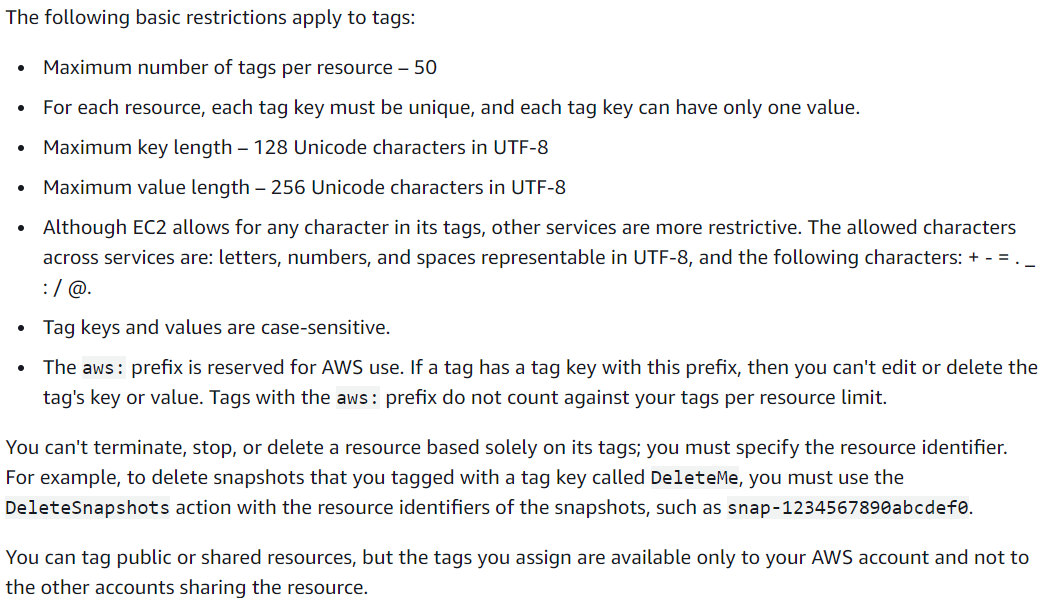 The following basic restrictions apply to tags:
• Maximum number of tags per resource – 50
• For each resource, each tag key must be unique, and each tag key can have only one value.
• Maximum key length – 128 Unicode characters in UTF-8
• Maximum value length – 256 Unicode characters in UTF-8
• Although EC2 allows for any character in its tags, other services are more restrictive. The allowed characters
across services are: letters, numbers, and spaces representable in UTF-8, and the following characters: + - = . _
: / @.
• Tag keys and values are case-sensitive.
• The aws: prefix is reserved for AWS use. If a tag has a tag key with this prefix, then you can't edit or delete the
tag's key or value. Tags with the aws: prefix do not count against your tags per resource limit.
You can't terminate, stop, or delete a resource based solely on its tags; you must specify the resource identifier.
For example, to delete snapshots that you tagged with a tag key called DeleteMe, you must use the
DeleteSnapshots action with the resource identifiers of the snapshots, such as snap-1234567890abcdef0.
You can tag public or shared resources, but the tags you assign are available only to your AWS account and not to
the other accounts sharing the resource.